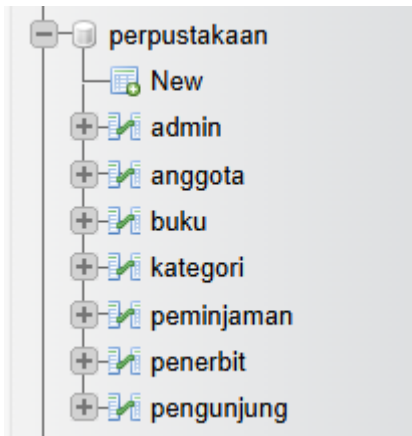 perpustakaan
New
admin
anggota
buku
kategori
peminjaman
penerbit
pengunjung